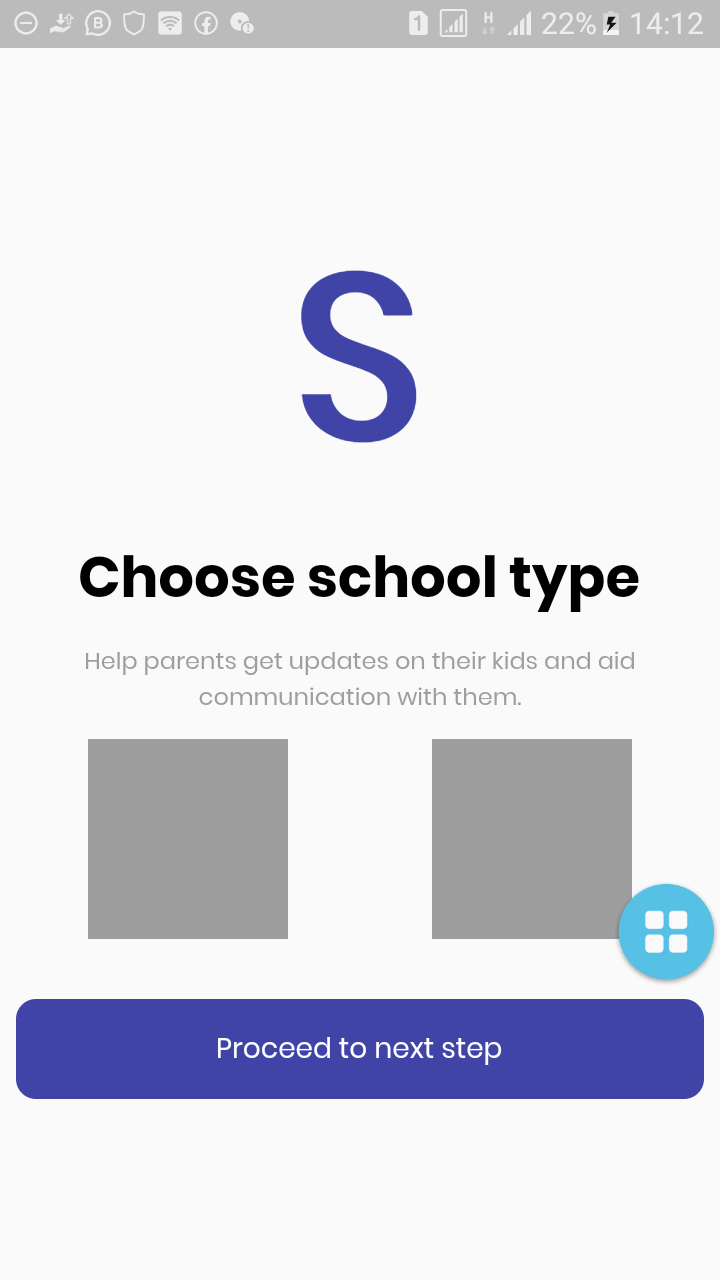 1 H 22% 14:12
S
Choose school type
Help parents get updates on their kids and aid
communication with them.
Proceed to next step